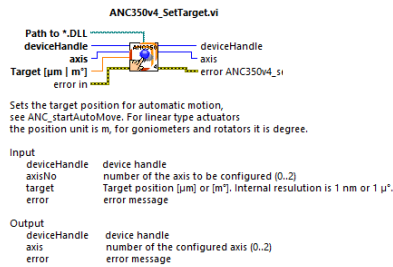 ANC350v4_SetTarget.vi
Path to *.DLL
deviceHandle
axis
Target [µm | m°]
error in
ANC350
deviceHandle
axis
error ANC350v4_s
Sets the target position for automatic motion,
see ANC_startAutoMove. For linear type actuators
the position unit is m, for goniometers and rotators it is degree.
Input
deviceHandle device handle
axisNo number of the axis to be configured (0..2)
target Target position [µm] or [m°]. Internal resulution is 1 nm or 1 µ°.
error error message
Output
deviceHandle device handle
axis number of the configured axis (0..2)
error error message